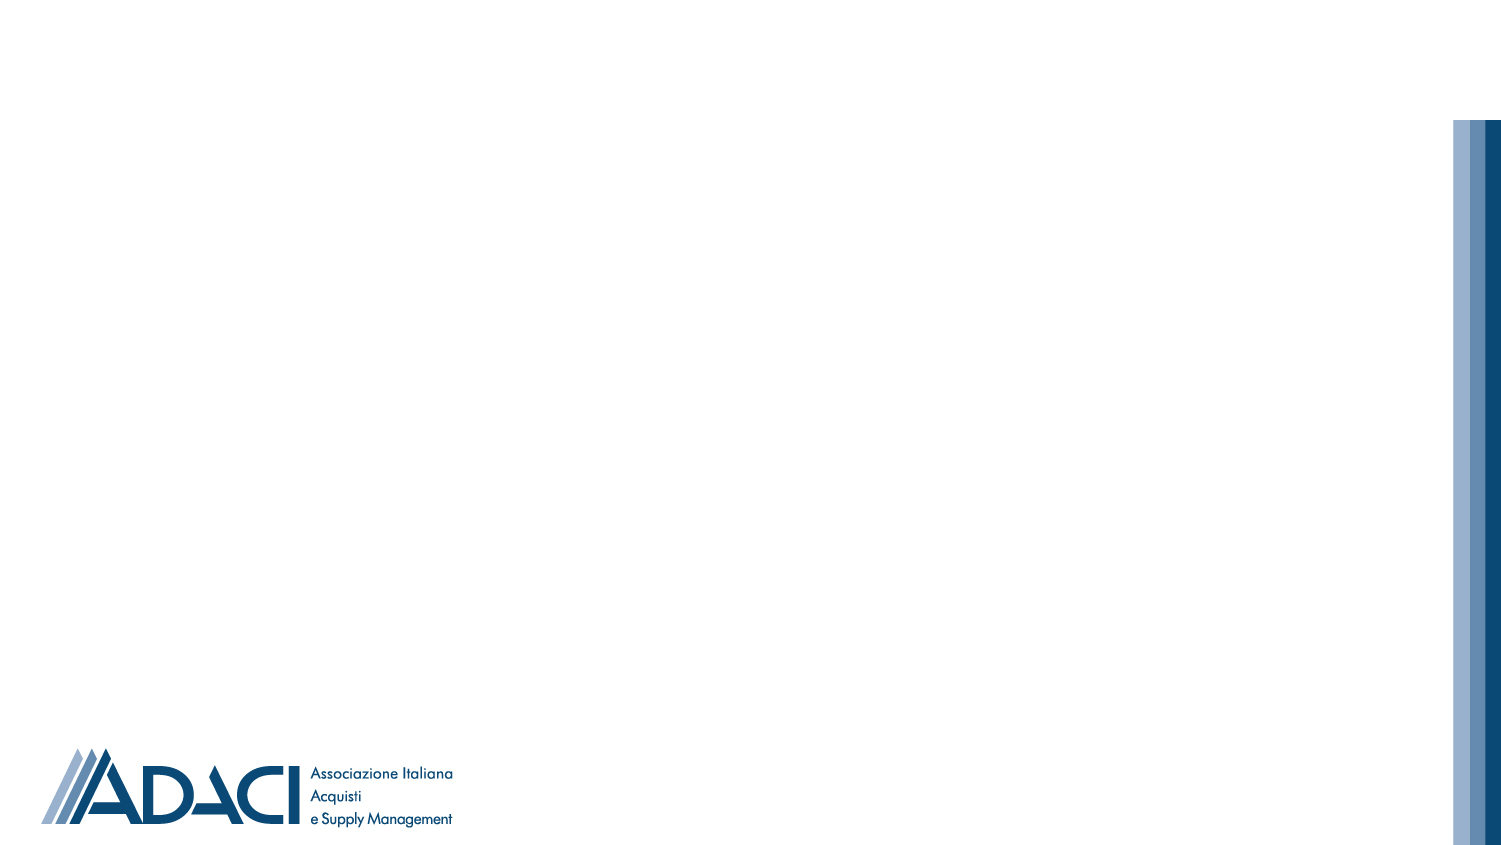 ADACI
Associazione Italiana
Acquisti
e Supply Management